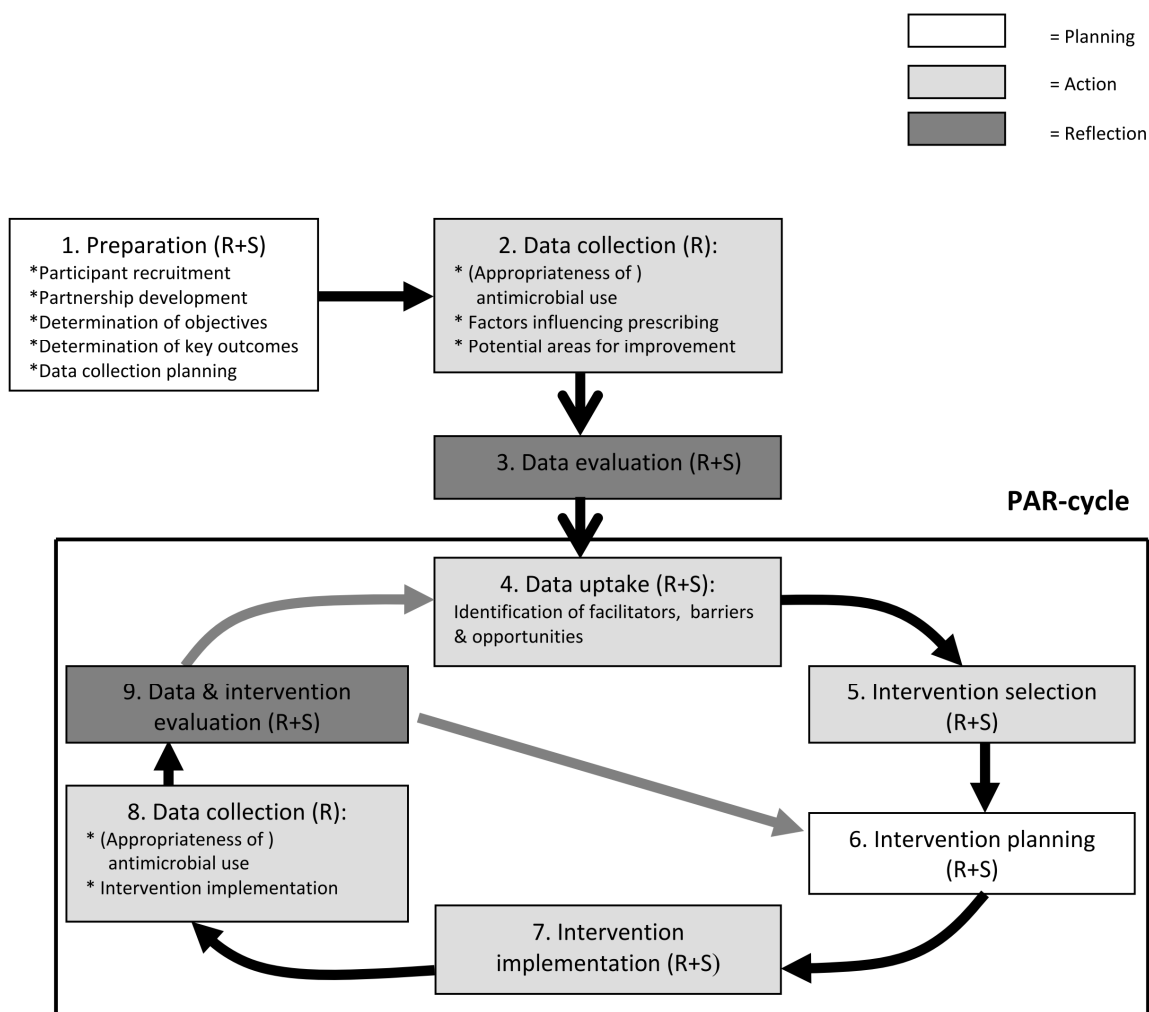 = Planning
= Action
= Reflection
1. Preparation (R+S)
*Participant recruitment
*Partnership development
*Determination of objectives
*Determination of key outcomes
*Data collection planning
2. Data collection (R):
* (Appropriateness of )
antimicrobial use
* Factors influencing prescribing
* Potential areas for improvement
3. Data evaluation (R+S)
PAR-cycle
4. Data uptake (R+S):
Identification of facilitators, barriers
& opportunities
5. Intervention selection
(R+S)
6. Intervention planning
(R+S)
7. Intervention
implementation (R+S)
8. Data collection (R):
* (Appropriateness of )
antimicrobial use
* Intervention implementation
9. Data & intervention
evaluation (R+S)